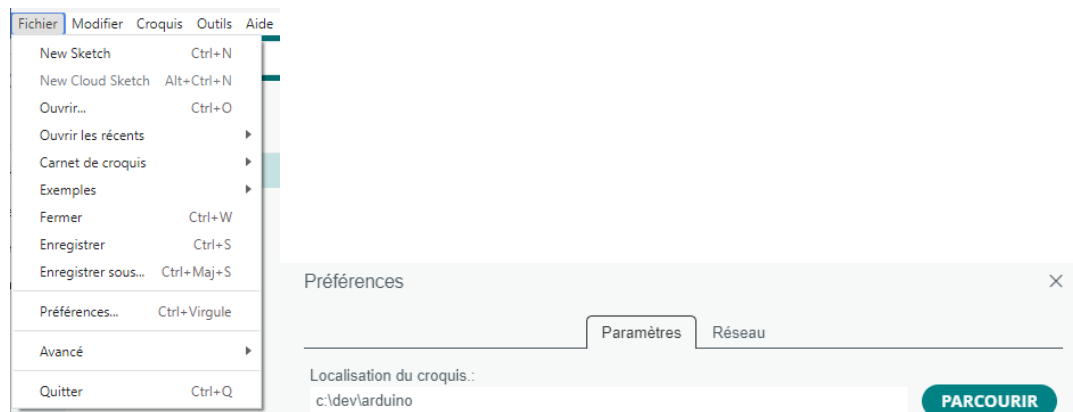 Fichier Modifier Croquis Outils Aide
New Sketch Ctrl+N
New Cloud Sketch Alt+Ctrl+N
Ouvrir... Ctrl+O
Ouvrir les récents
Carnet de croquis
Exemples
Fermer Ctrl+W
Enregistrer Ctrl+S
Enregistrer sous... Ctrl+Maj+S
Préférences... Ctrl+Virgule
Avancé
Quitter Ctrl+Q
Préférences
Paramètres Réseau
Localisation du croquis.:
c:\dev\arduino PARCOURIR